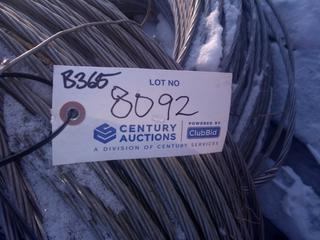 B365
LOT NO
8092
CENTURY AUCTIONS
POWERED BY
ClubBid
A DIVISION OF CENTURY SERVICES